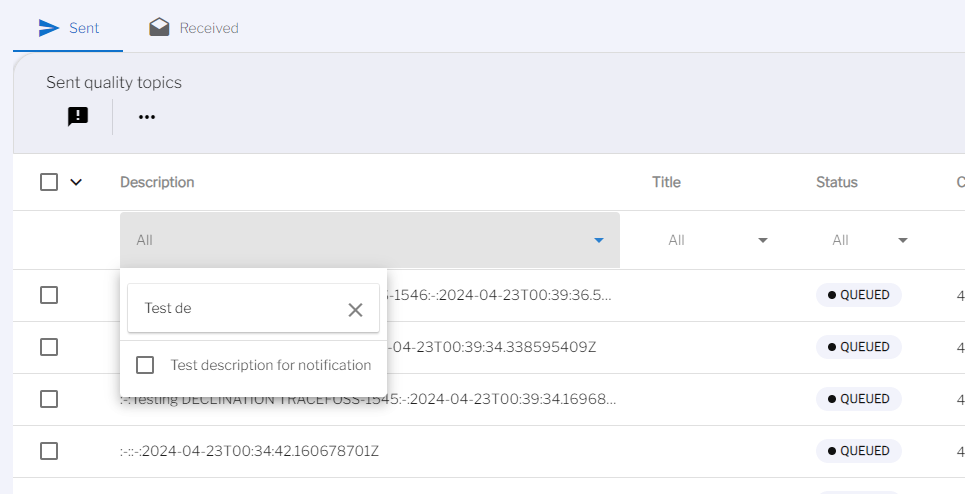 Sent Received
Sent quality topics
Description Title Status
All All All
Test de
-1546:-:2024-04-23T00:39:36.5... QUEUED 4
Test description for notification
-04-23T00:39:34.338595409Z QUEUED 4
:-:Testing DECLINATION TRACEFOSS-1545:-:2024-04-23T00:39:34.16968... QUEUED 4
:-::-:2024-04-23T00:34:42.160678701Z QUEUED 4